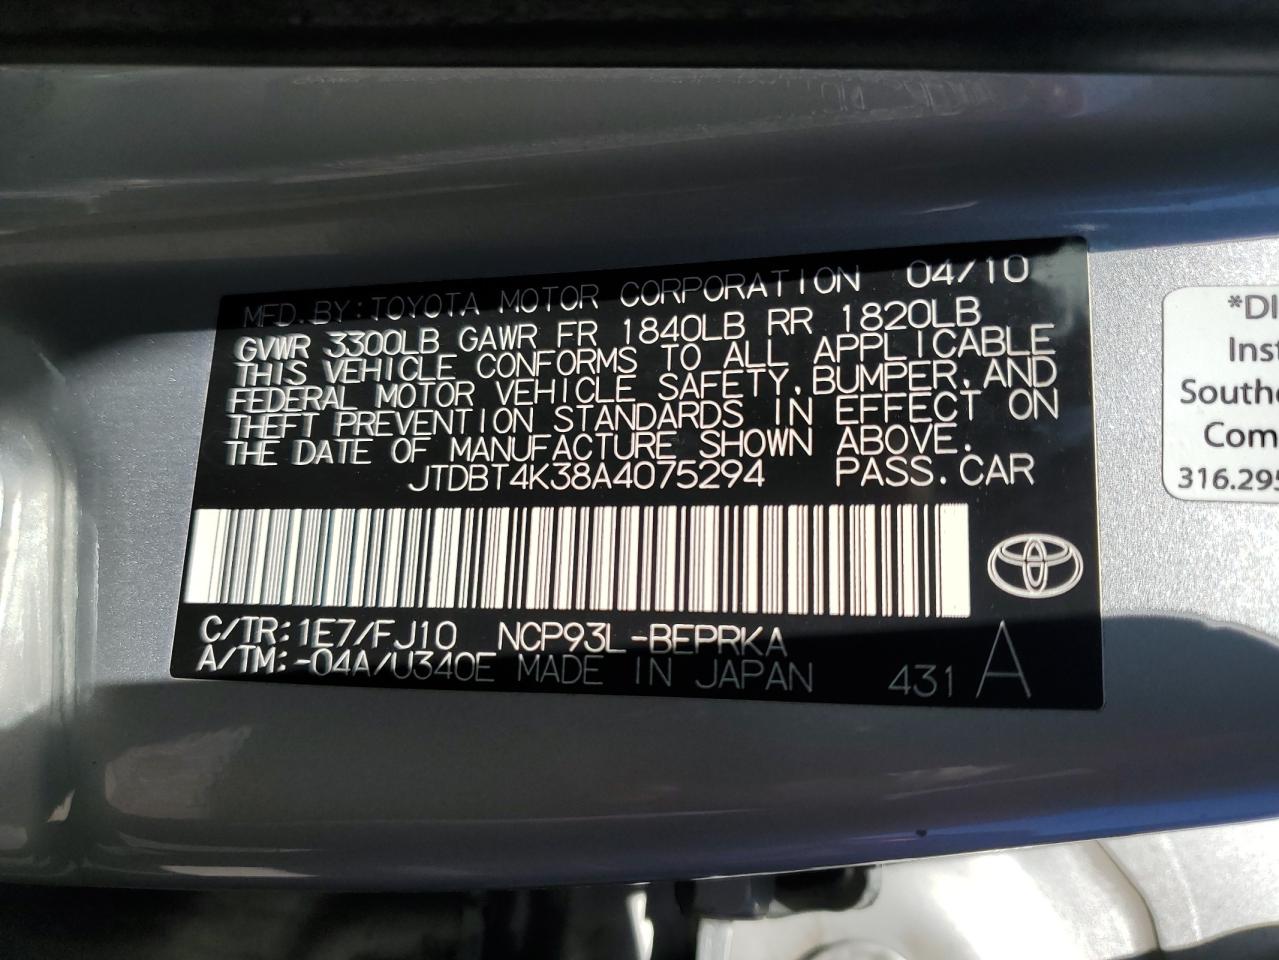 MFD. BY: TOYOTA MOTOR CORPORATION 04/10
GVWR 3300LB GAWR FR 1840LB RR 1820LB
THIS VEHICLE CONFORMS TO ALL APPLICABLE
FEDERAL MOTOR VEHICLE SAFETY, BUMPER, AND
THEFT PREVENTION STANDARDS IN EFFECT ON
THE DATE OF MANUFACTURE SHOWN ABOVE.
JTDBT4K38A4075294 PASS. CAR
C/TR: 1E7/FJ10 NCP93L-BEPRKA
A/TM: -04A/U340E MADE IN JAPAN 431 A
*DI
Inst
Southe
Com
316.295